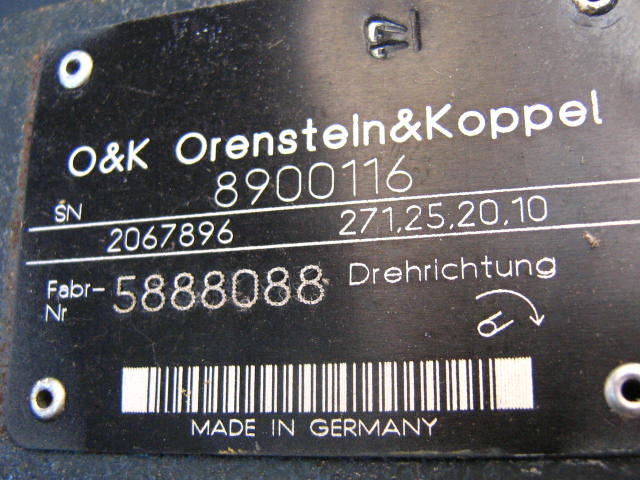 O&K Orenstein&Koppel
SN 8900116
2067896 271.25.20.10
Fabr-Nr 5888088 Drehrichtung
MADE IN GERMANY